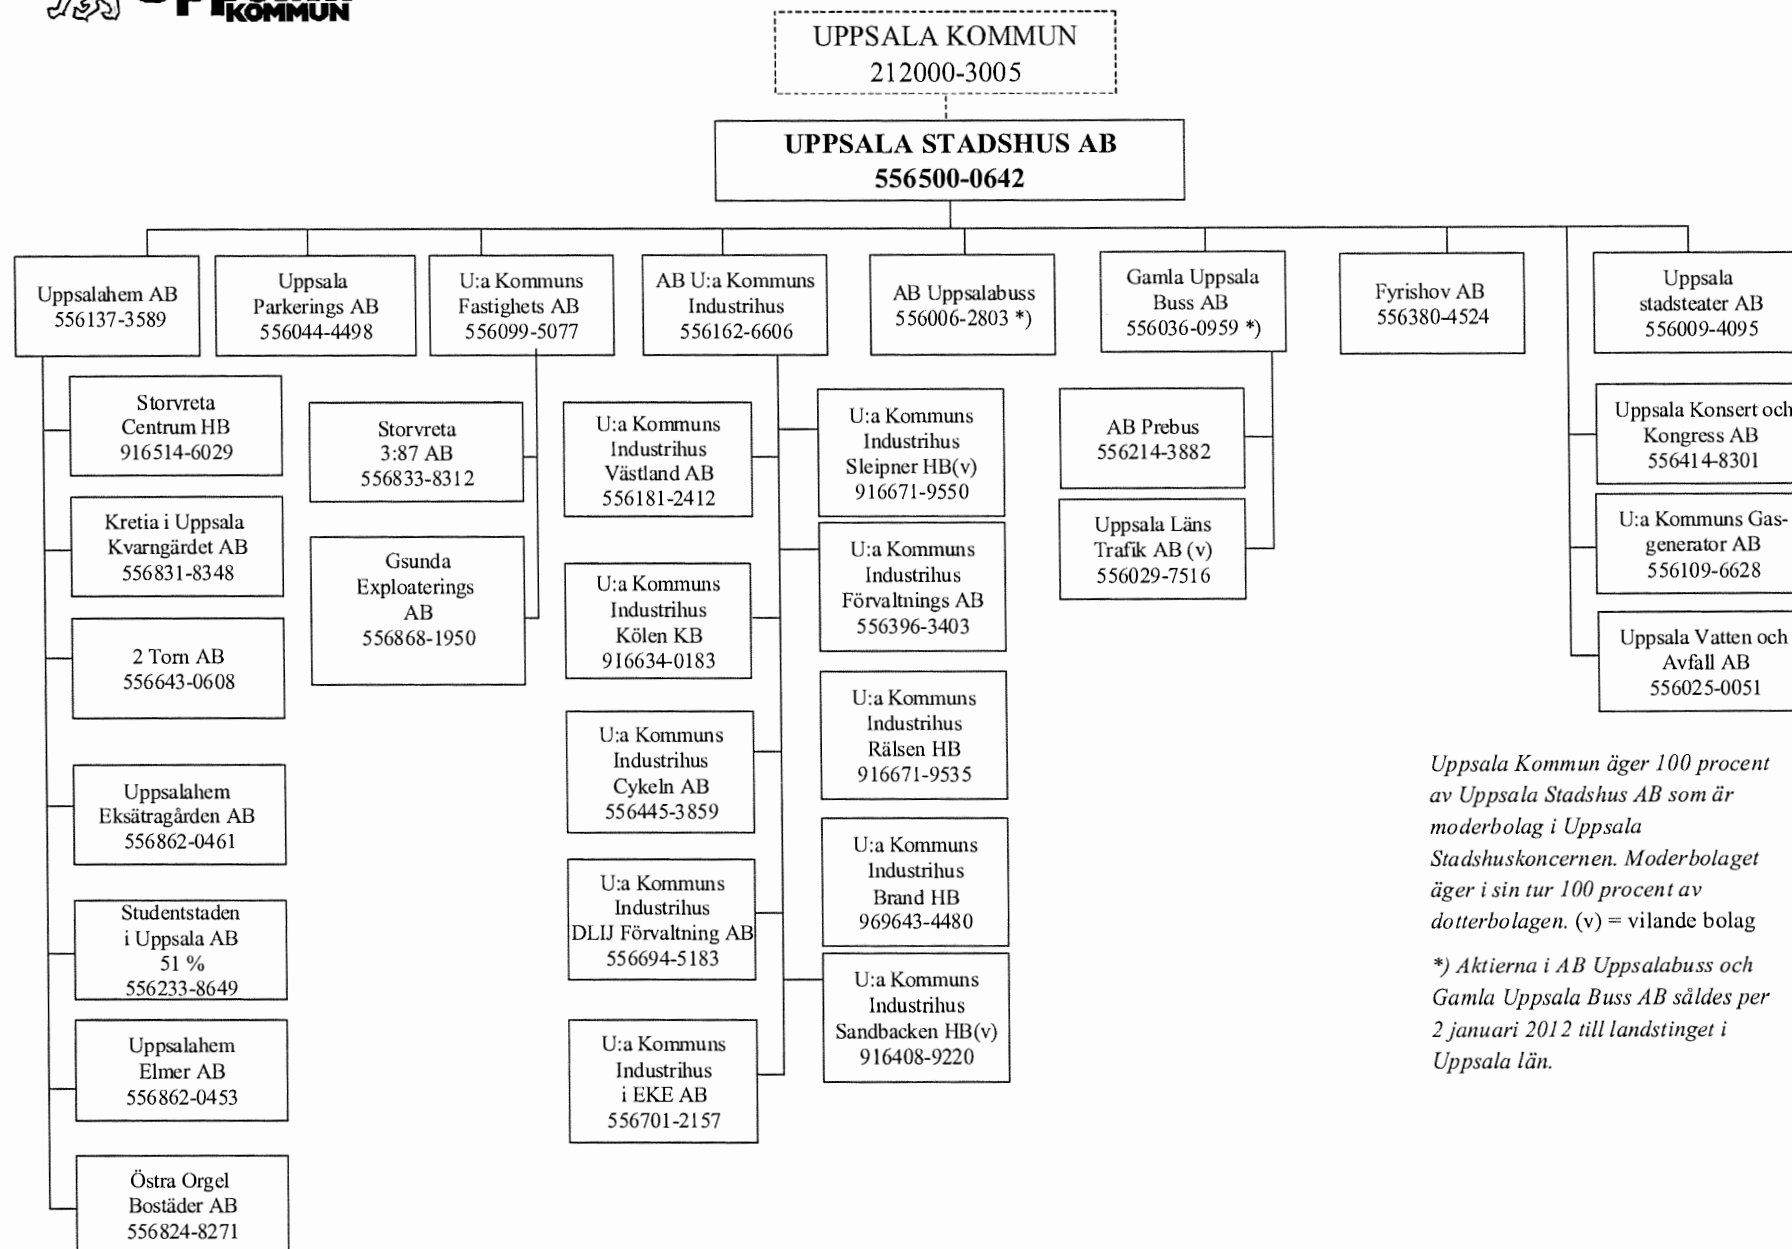 KOMMUN
UPPSALA KOMMUN
212000-3005
UPPSALA STADSHUS AB
556500-0642
Uppsalahem AB
556137-3589
Uppsala
Parkerings AB
556044-4498
U:a Kommuns
Fastighets AB
556099-5077
AB U:a Kommuns
Industrihus
556162-6606
AB Uppsalabuss
556006-2803 *)
Gamla Uppsala
Buss AB
556036-0959 *)
Fyrishov AB
556380-4524
Uppsala
stadsteater AB
556009-4095
Storvreta
Centrum HB
916514-6029
Kretia i Uppsala
Kvarngärdet AB
556831-8348
2 Torn AB
556643-0608
Uppsalahem
Eksätragården AB
556862-0461
Studentstaden
i Uppsala AB
51 %
556233-8649
Uppsalahem
Elmer AB
556862-0453
Östra Orgel
Bostäder AB
556824-8271
Storvreta
3:87 AB
556833-8312
Gsunda
Exploaterings
AB
556868-1950
U:a Kommuns
Industrihus
Västland AB
556181-2412
U:a Kommuns
Industrihus
Kölen KB
916634-0183
U:a Kommuns
Industrihus
Cykeln AB
556445-3859
U:a Kommuns
Industrihus
DLIJ Förvaltning AB
556694-5183
U:a Kommuns
Industrihus
i EKE AB
556701-2157
U:a Kommuns
Industrihus
Sleipner HB(v)
916671-9550
U:a Kommuns
Industrihus
Förvaltnings AB
556396-3403
U:a Kommuns
Industrihus
Rälsen HB
916671-9535
U:a Kommuns
Industrihus
Brand HB
969643-4480
U:a Kommuns
Industrihus
Sandbacken HB(v)
916408-9220
AB Prebus
556214-3882
Uppsala Läns
Trafik AB (v)
556029-7516
Uppsala Konsert och
Kongress AB
556414-8301
U:a Kommuns Gas-
generator AB
556109-6628
Uppsala Vatten och
Avfall AB
556025-0051
Uppsala Kommun äger 100 procent
av Uppsala Stadshus AB som är
moderbolag i Uppsala
Stadshuskoncernen. Moderbolaget
äger i sin tur 100 procent av
dotterbolagen. (v) = vilande bolag
*) Aktierna i AB Uppsalabuss och
Gamla Uppsala Buss AB såldes per
2 januari 2012 till landstinget i
Uppsala län.